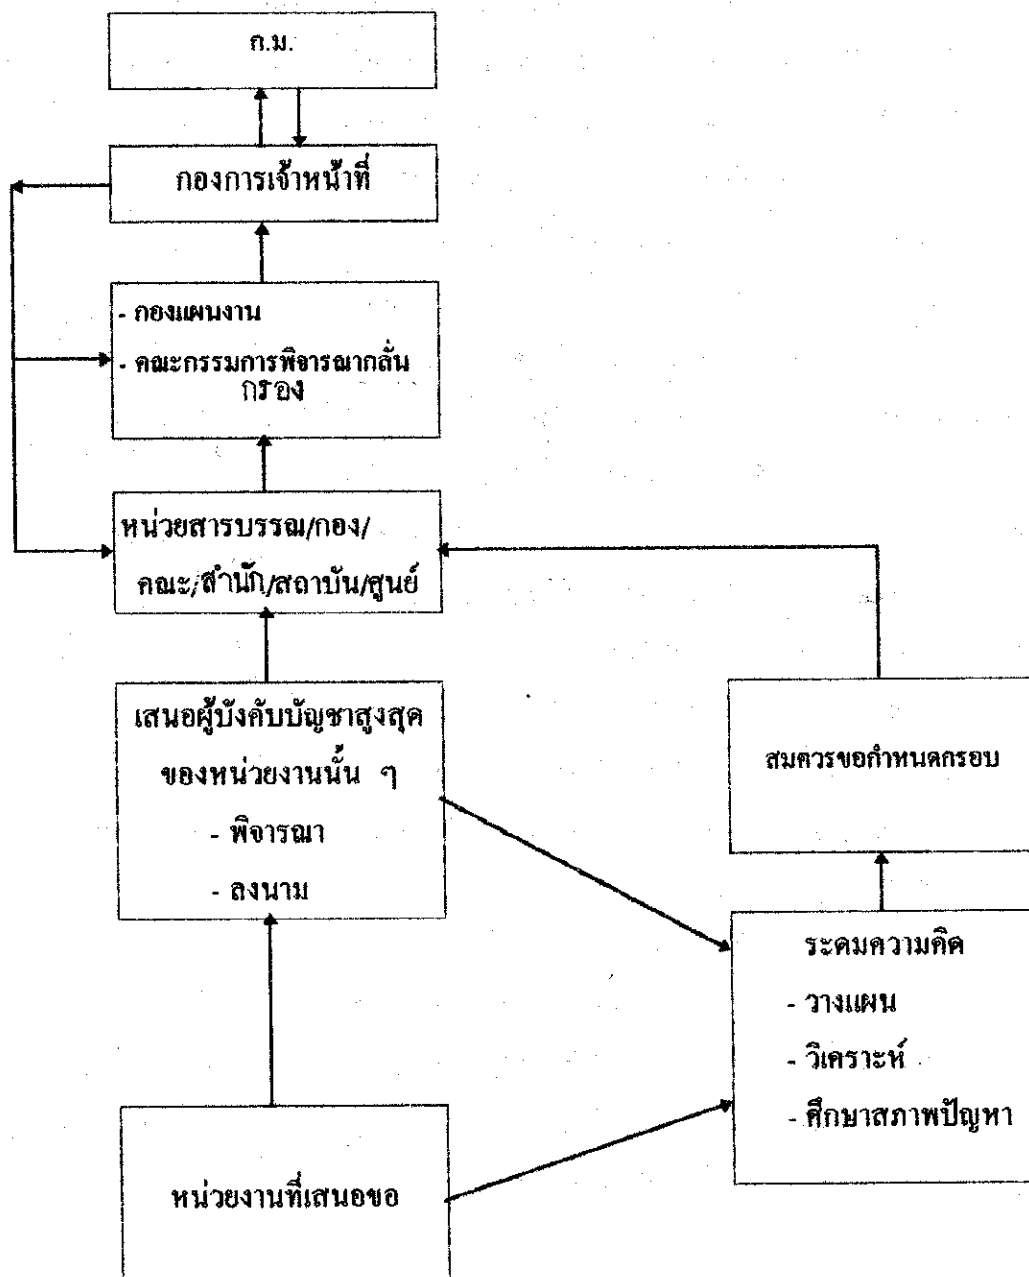 ก.ม.
กองการเจ้าหน้าที่
- กองแผนงาน
- คณะกรรมการพิจารณากลั่น
กรอง
หน่วยสารบรรณ/กอง/
คณะ/สำนัก/สถาบัน/ศูนย์
เสนอผู้บังคับบัญชาสูงสุด
ของหน่วยงานนั้น ๆ
- พิจารณา
- ลงนาม
สมควรขอกำหนดกรอบ
ระดมความคิด
- วางแผน
- วิเคราะห์
- ศึกษาสภาพปัญหา
หน่วยงานที่เสนอขอ